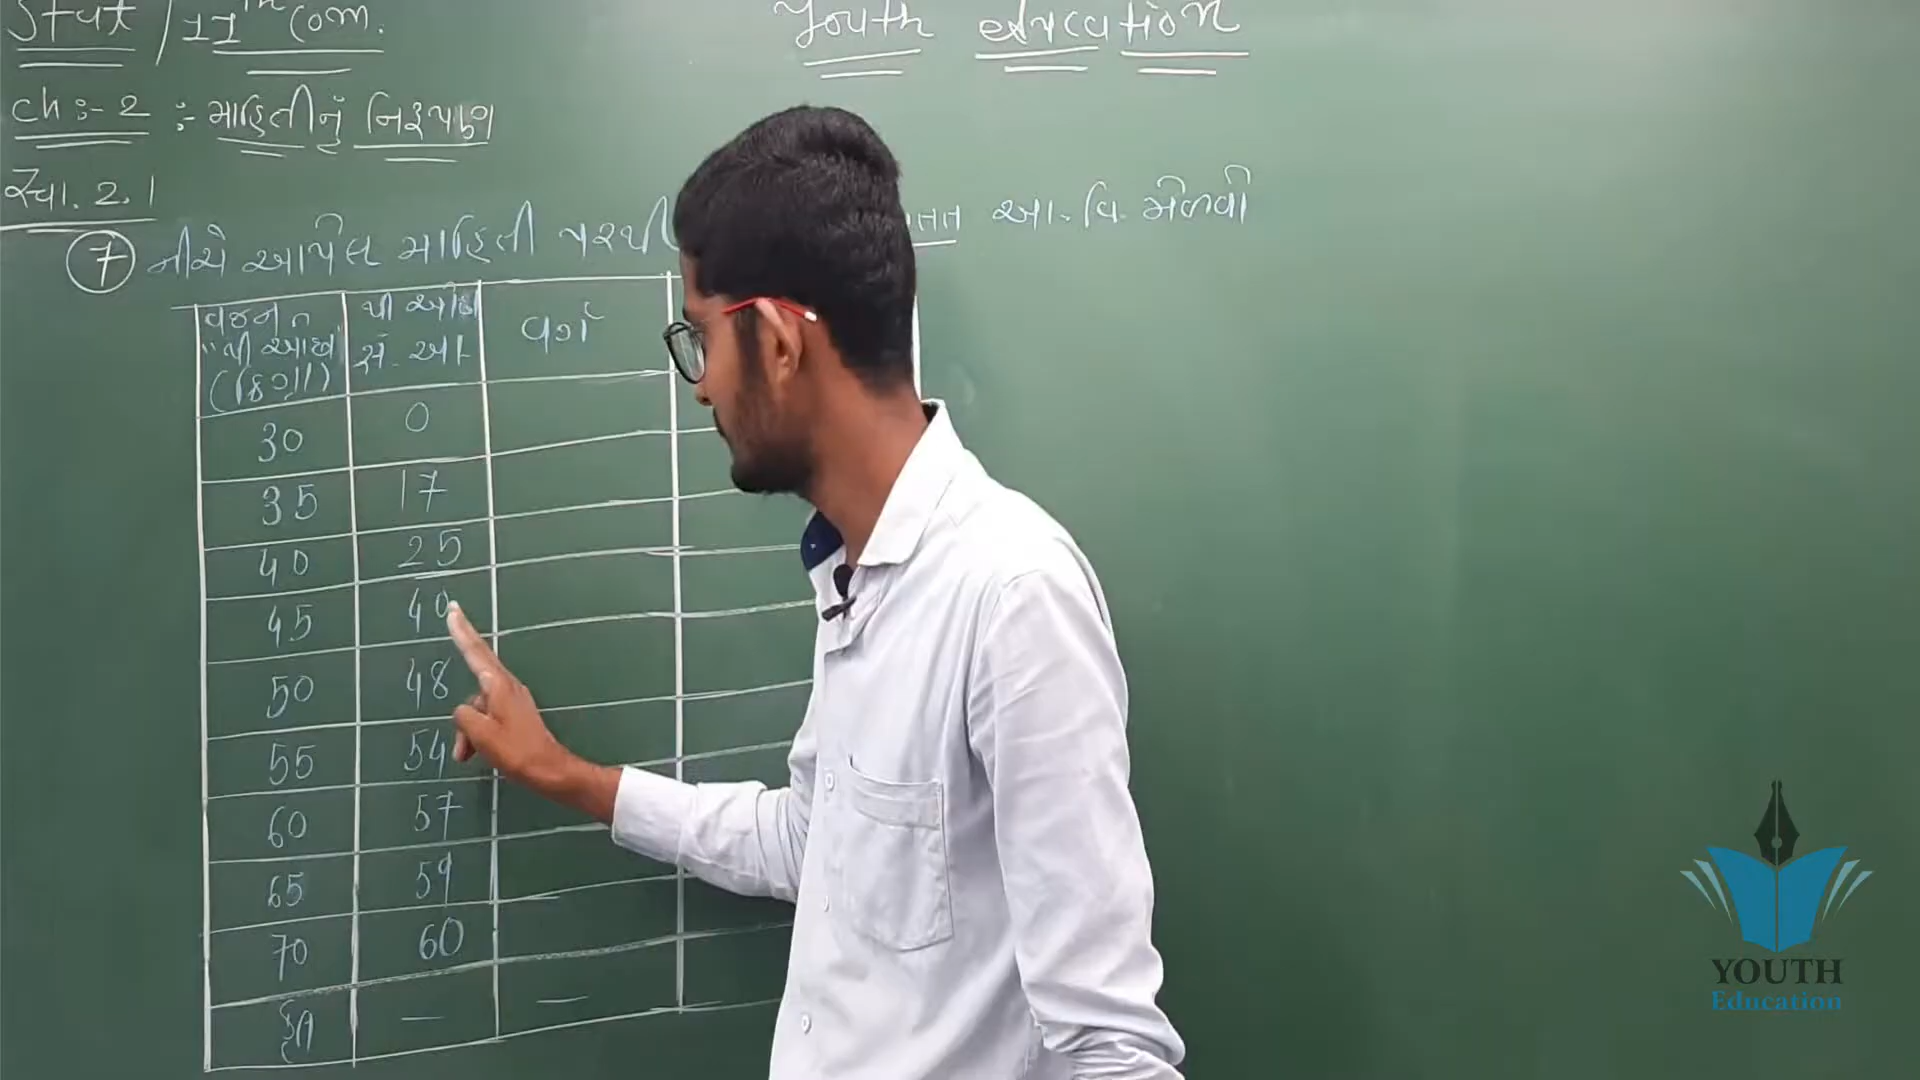 Stat / 11th com.
Youth education
ch :- 2 :- માહિતીનું નિરૂપણ
સ્વા. 2.1
7 નીચે આપેલ માહિતી પરથી
આ. વિ. મેળવો
વજન "થી ઓછા" (કિગ્રા) થી ઓછા સં. આ. વર્ગ
30 0
35 17
40 25
45 40
50 48
55 54
60 57
65 59
70 60
કુલ — —
YOUTH
Education